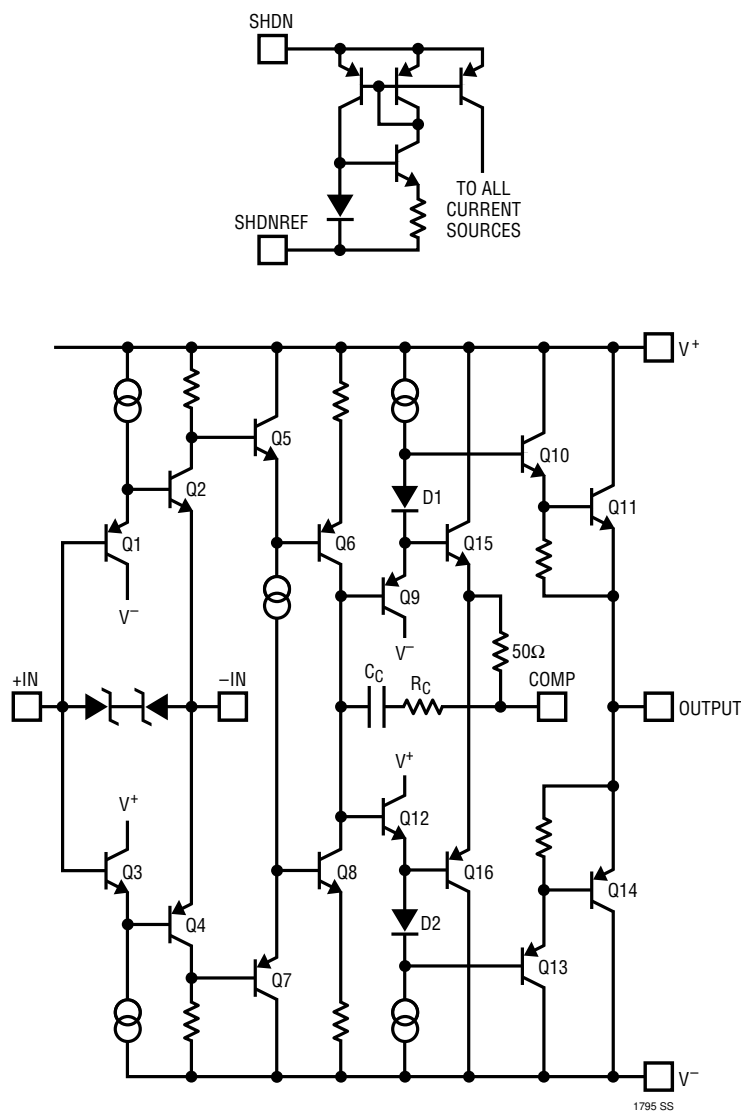 SHDN
SHDNREF
TO ALL
CURRENT
SOURCES
V+
Q5
Q10
Q2
D1
Q11
Q1
Q6
Q15
Q9
V−
V−
50Ω
+IN
−IN
CC
RC
COMP
OUTPUT
V+
V+
Q12
Q3
Q8
Q16
Q14
Q4
D2
Q7
Q13
V−
1795 SS